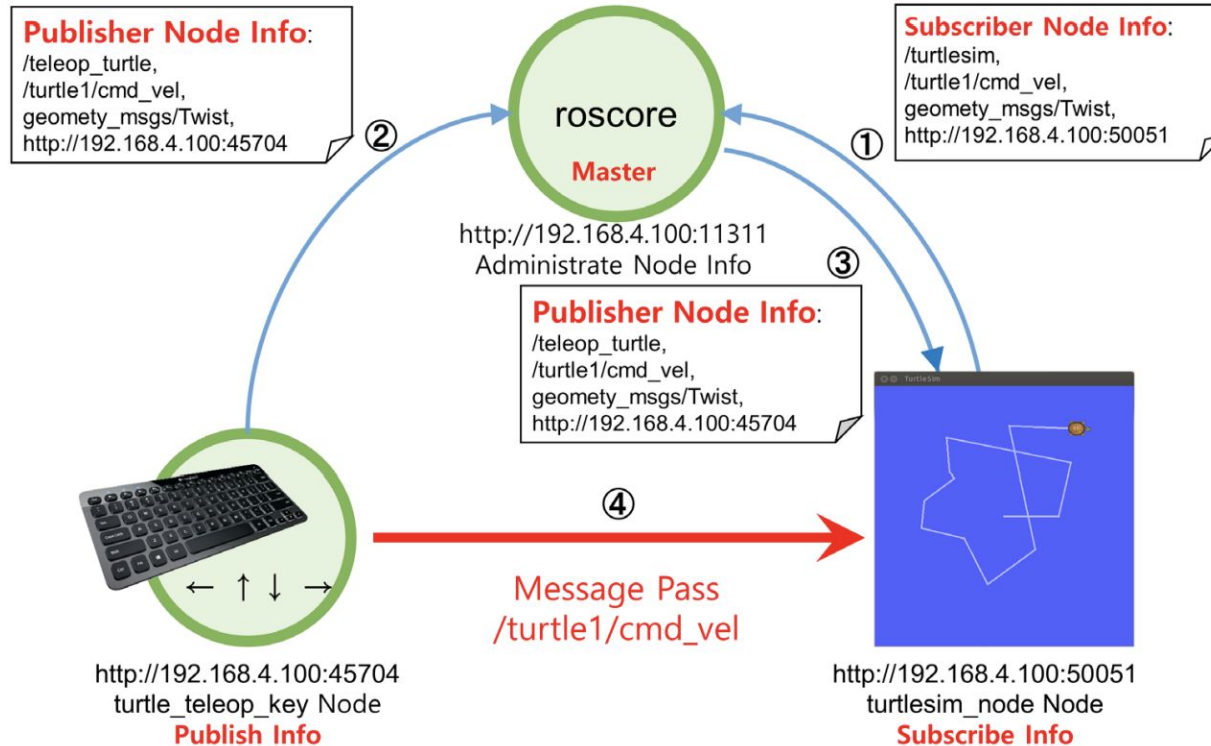 Publisher Node Info:
/teleop_turtle,
/turtle1/cmd_vel,
geomety_msgs/Twist,
http://192.168.4.100:45704
②
roscore
Master
http://192.168.4.100:11311
Administrate Node Info
Subscriber Node Info:
/turtlesim,
/turtle1/cmd_vel,
geomety_msgs/Twist,
http://192.168.4.100:50051
①
③
Publisher Node Info:
/teleop_turtle,
/turtle1/cmd_vel,
geomety_msgs/Twist,
http://192.168.4.100:45704
TurtleSim
← ↑ ↓ →
④
Message Pass
/turtle1/cmd_vel
http://192.168.4.100:45704
turtle_teleop_key Node
Publish Info
http://192.168.4.100:50051
turtlesim_node Node
Subscribe Info